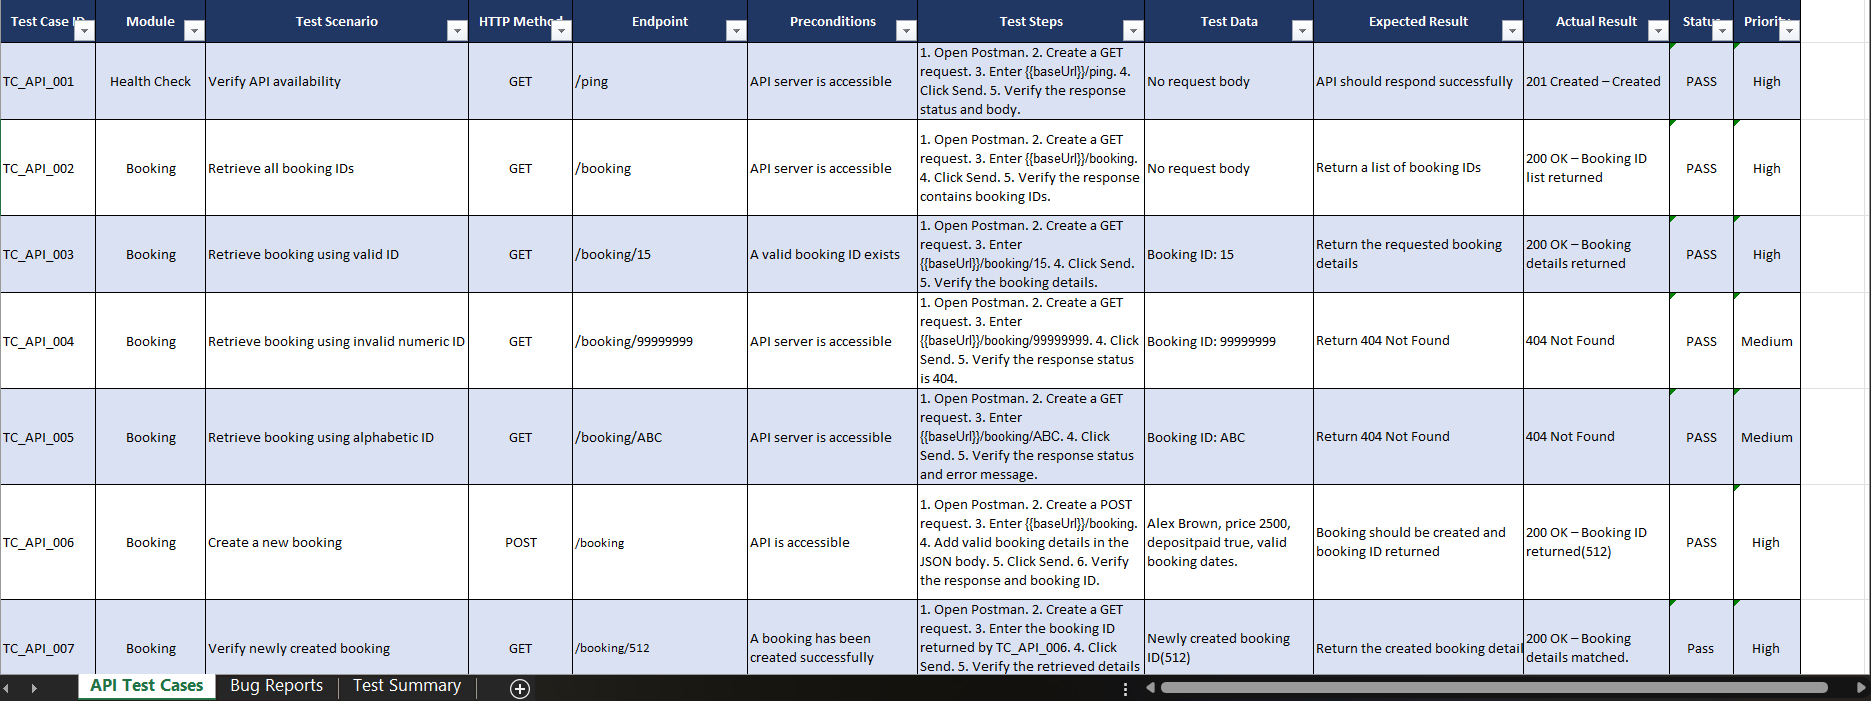 Test Case ID
Module
Test Scenario
HTTP Method
Endpoint
Preconditions
Test Steps
Test Data
Expected Result
Actual Result
Status
Priority
TC_API_001
Health Check
Verify API availability
GET
/ping
API server is accessible
1. Open Postman. 2. Create a GET
request. 3. Enter {{baseUrl}}/ping. 4.
Click Send. 5. Verify the response
status and body.
No request body
API should respond successfully
201 Created – Created
PASS
High
TC_API_002
Booking
Retrieve all booking IDs
GET
/booking
API server is accessible
1. Open Postman. 2. Create a GET
request. 3. Enter {{baseUrl}}/booking.
4. Click Send. 5. Verify the response
contains booking IDs.
No request body
Return a list of booking IDs
200 OK – Booking ID
list returned
PASS
High
TC_API_003
Booking
Retrieve booking using valid ID
GET
/booking/15
A valid booking ID exists
1. Open Postman. 2. Create a GET
request. 3. Enter
{{baseUrl}}/booking/15. 4. Click Send.
5. Verify the booking details.
Booking ID: 15
Return the requested booking
details
200 OK – Booking
details returned
PASS
High
TC_API_004
Booking
Retrieve booking using invalid numeric ID
GET
/booking/99999999
API server is accessible
1. Open Postman. 2. Create a GET
request. 3. Enter
{{baseUrl}}/booking/99999999. 4. Click
Send. 5. Verify the response status
is 404.
Booking ID: 99999999
Return 404 Not Found
404 Not Found
PASS
Medium
TC_API_005
Booking
Retrieve booking using alphabetic ID
GET
/booking/ABC
API server is accessible
1. Open Postman. 2. Create a GET
request. 3. Enter
{{baseUrl}}/booking/ABC. 4. Click
Send. 5. Verify the response status
and error message.
Booking ID: ABC
Return 404 Not Found
404 Not Found
PASS
Medium
TC_API_006
Booking
Create a new booking
POST
/booking
API is accessible
1. Open Postman. 2. Create a POST
request. 3. Enter {{baseUrl}}/booking.
4. Add valid booking details in the
JSON body. 5. Click Send. 6. Verify
the response and booking ID.
Alex Brown, price 2500,
depositpaid true, valid
booking dates.
Booking should be created and
booking ID returned
200 OK – Booking ID
returned(512)
PASS
High
TC_API_007
Booking
Verify newly created booking
GET
/booking/512
A booking has been
created successfully
1. Open Postman. 2. Create a GET
request. 3. Enter the booking ID
returned by TC_API_006. 4. Click
Send. 5. Verify the retrieved details
Newly created booking
ID(512)
Return the created booking detail
200 OK – Booking
details matched.
Pass
High
API Test Cases
Bug Reports
Test Summary